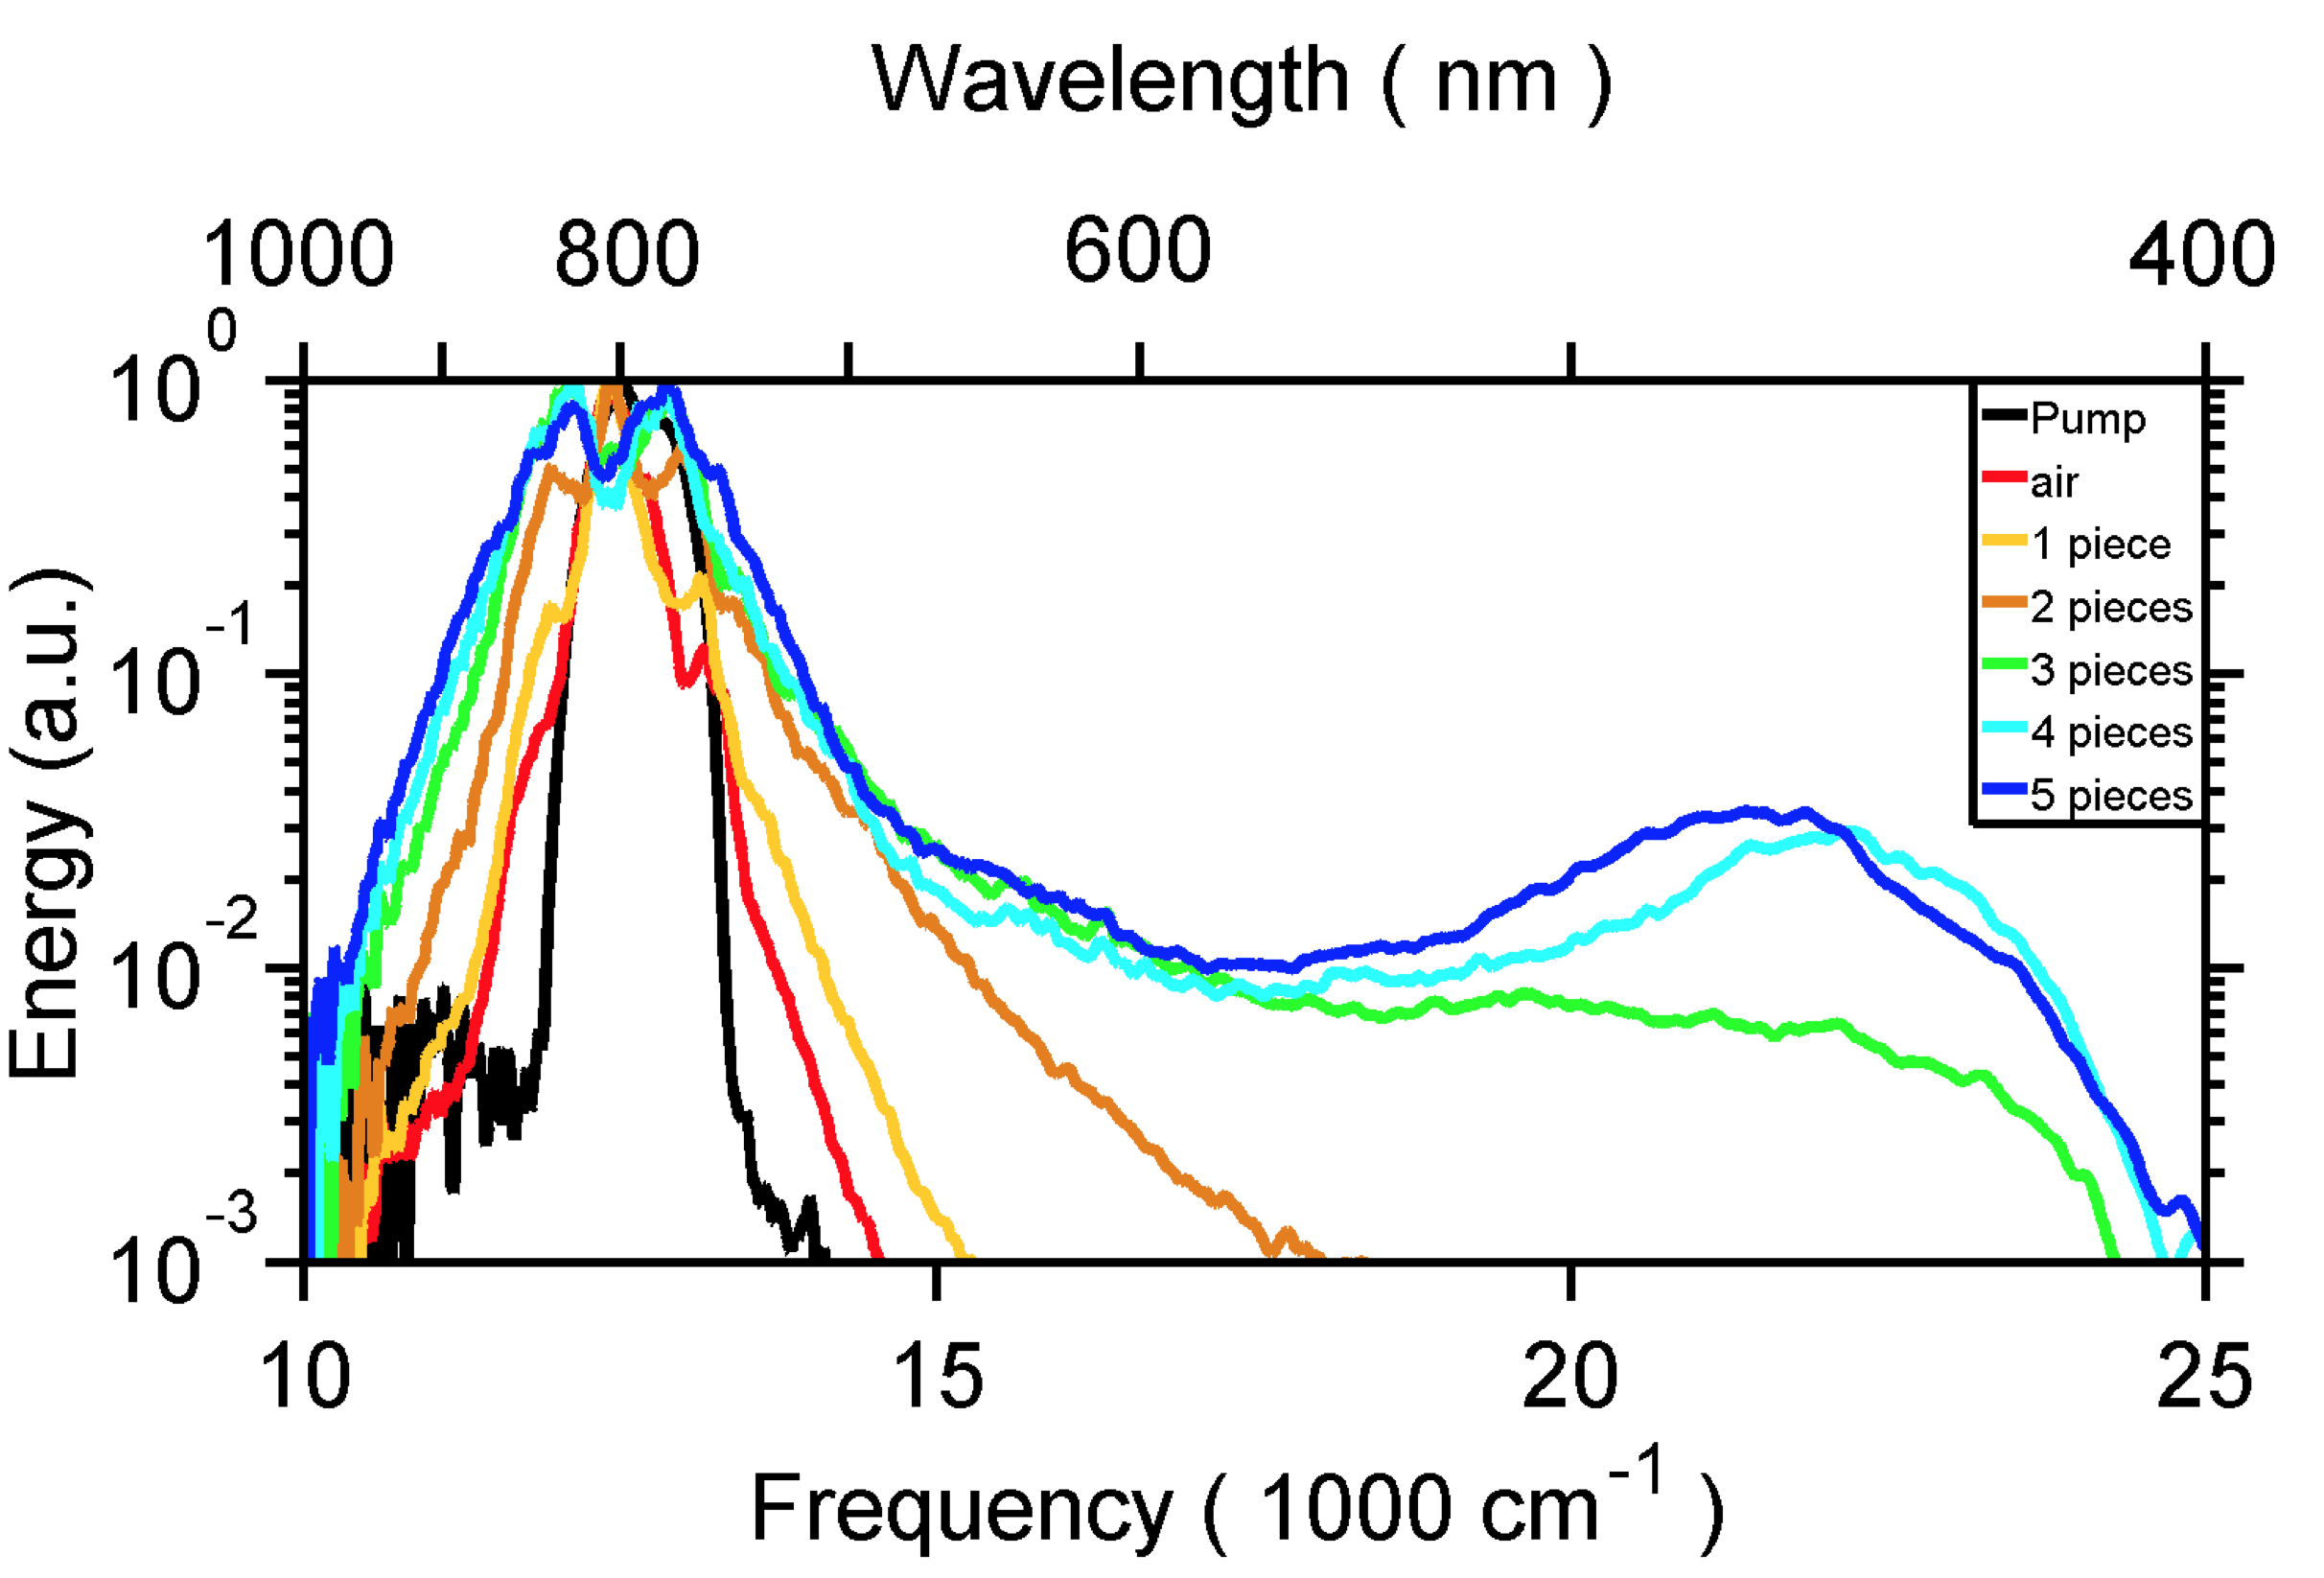 Wavelength ( nm )
1000 800 600 400
10^0
10^-1
10^-2
10^-3
Energy (a.u.)
Pump
air
1 piece
2 pieces
3 pieces
4 pieces
5 pieces
10 15 20 25
Frequency ( 1000 cm^-1 )